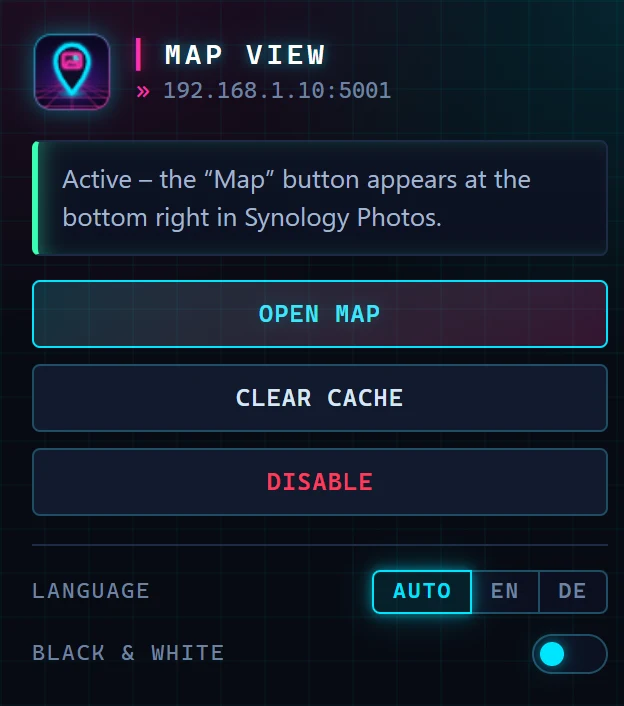 MAP VIEW
» 192.168.1.10:5001
Active – the “Map” button appears at the
bottom right in Synology Photos.
OPEN MAP
CLEAR CACHE
DISABLE
LANGUAGE AUTO EN DE
BLACK & WHITE